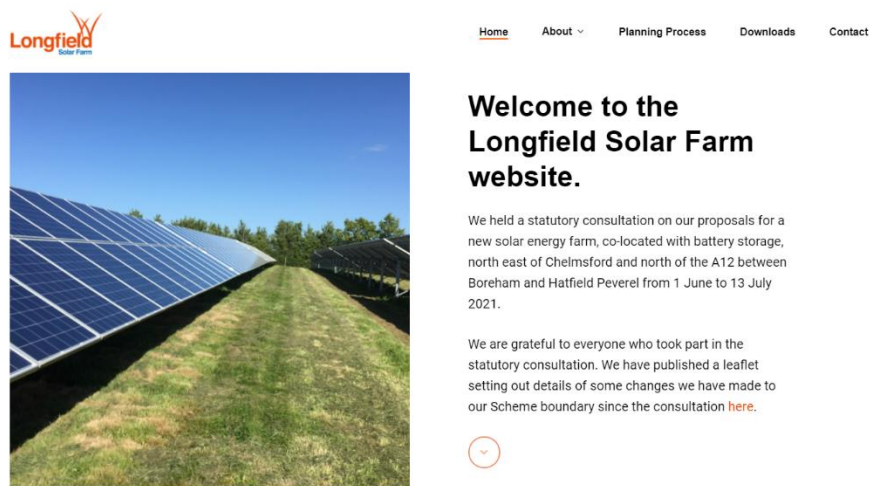 Longfield
Solar Farm
Home About Planning Process Downloads Contact
Welcome to the
Longfield Solar Farm
website.
We held a statutory consultation on our proposals for a
new solar energy farm, co-located with battery storage,
north east of Chelmsford and north of the A12 between
Boreham and Hatfield Peverel from 1 June to 13 July
2021.
We are grateful to everyone who took part in the
statutory consultation. We have published a leaflet
setting out details of some changes we have made to
our Scheme boundary since the consultation here.